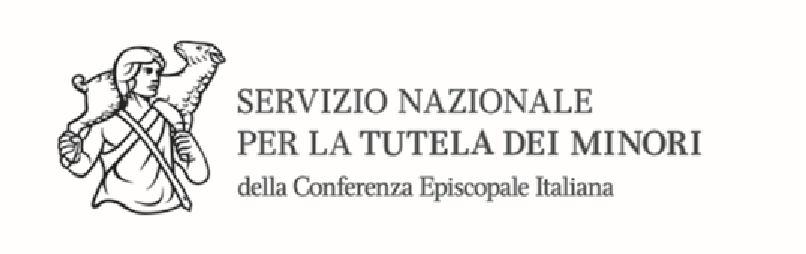 SERVIZIO NAZIONALE
PER LA TUTELA DEI MINORI
della Conferenza Episcopale Italiana